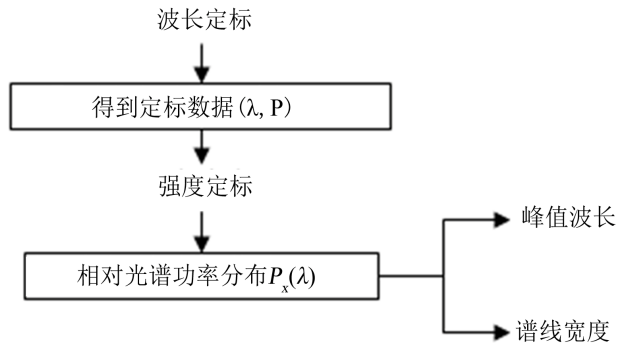 波长定标
得到定标数据(λ, P)
强度定标
峰值波长
相对光谱功率分布Px(λ)
谱线宽度